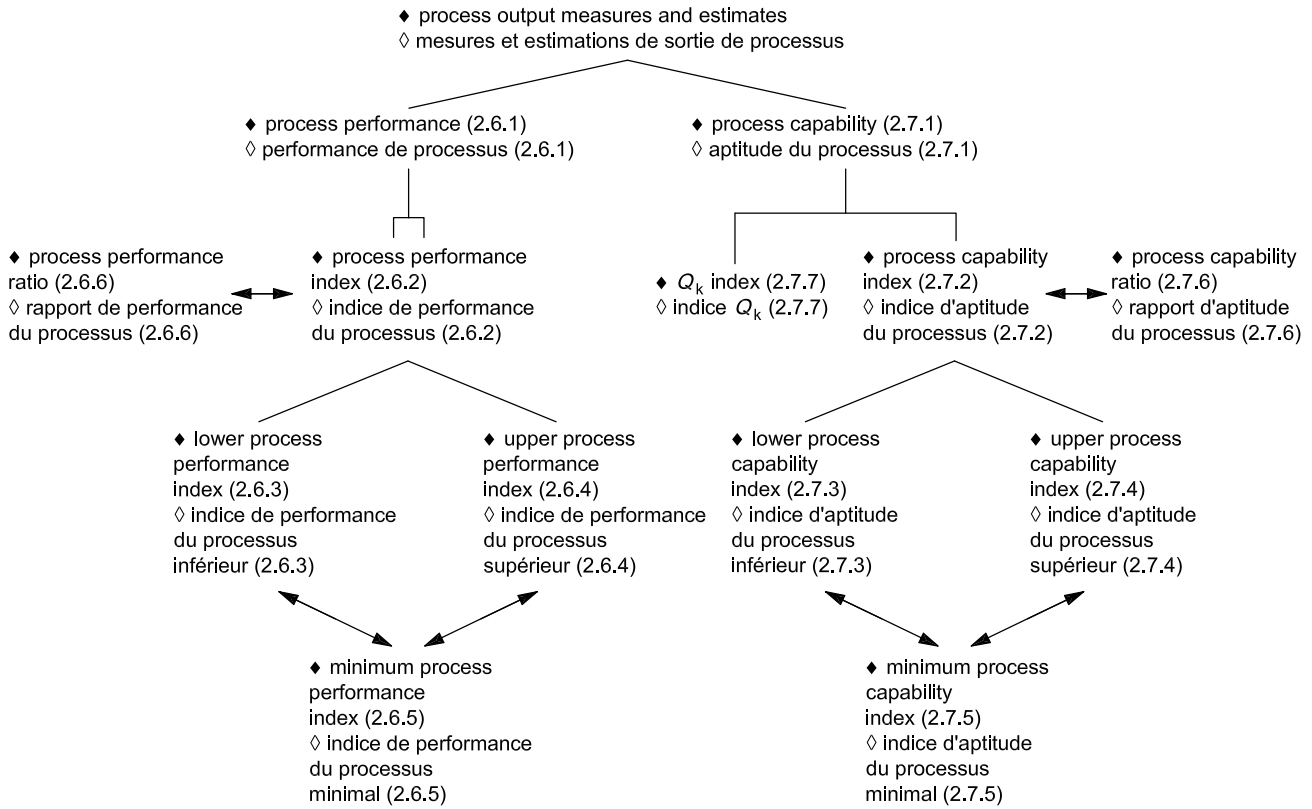 ♦ process output measures and estimates
◊ mesures et estimations de sortie de processus
♦ process performance (2.6.1)
◊ performance de processus (2.6.1)
♦ process capability (2.7.1)
◊ aptitude du processus (2.7.1)
♦ process performance
ratio (2.6.6)
◊ rapport de performance
du processus (2.6.6)
♦ process performance
index (2.6.2)
◊ indice de performance
du processus (2.6.2)
♦ Qk index (2.7.7)
◊ indice Qk (2.7.7)
♦ process capability
index (2.7.2)
◊ indice d'aptitude
du processus (2.7.2)
♦ process capability
ratio (2.7.6)
◊ rapport d'aptitude
du processus (2.7.6)
♦ lower process
performance
index (2.6.3)
◊ indice de performance
du processus
inférieur (2.6.3)
♦ upper process
performance
index (2.6.4)
◊ indice de performance
du processus
supérieur (2.6.4)
♦ lower process
capability
index (2.7.3)
◊ indice d'aptitude
du processus
inférieur (2.7.3)
♦ upper process
capability
index (2.7.4)
◊ indice d'aptitude
du processus
supérieur (2.7.4)
♦ minimum process
performance
index (2.6.5)
◊ indice de performance
du processus
minimal (2.6.5)
♦ minimum process
capability
index (2.7.5)
◊ indice d'aptitude
du processus
minimal (2.7.5)